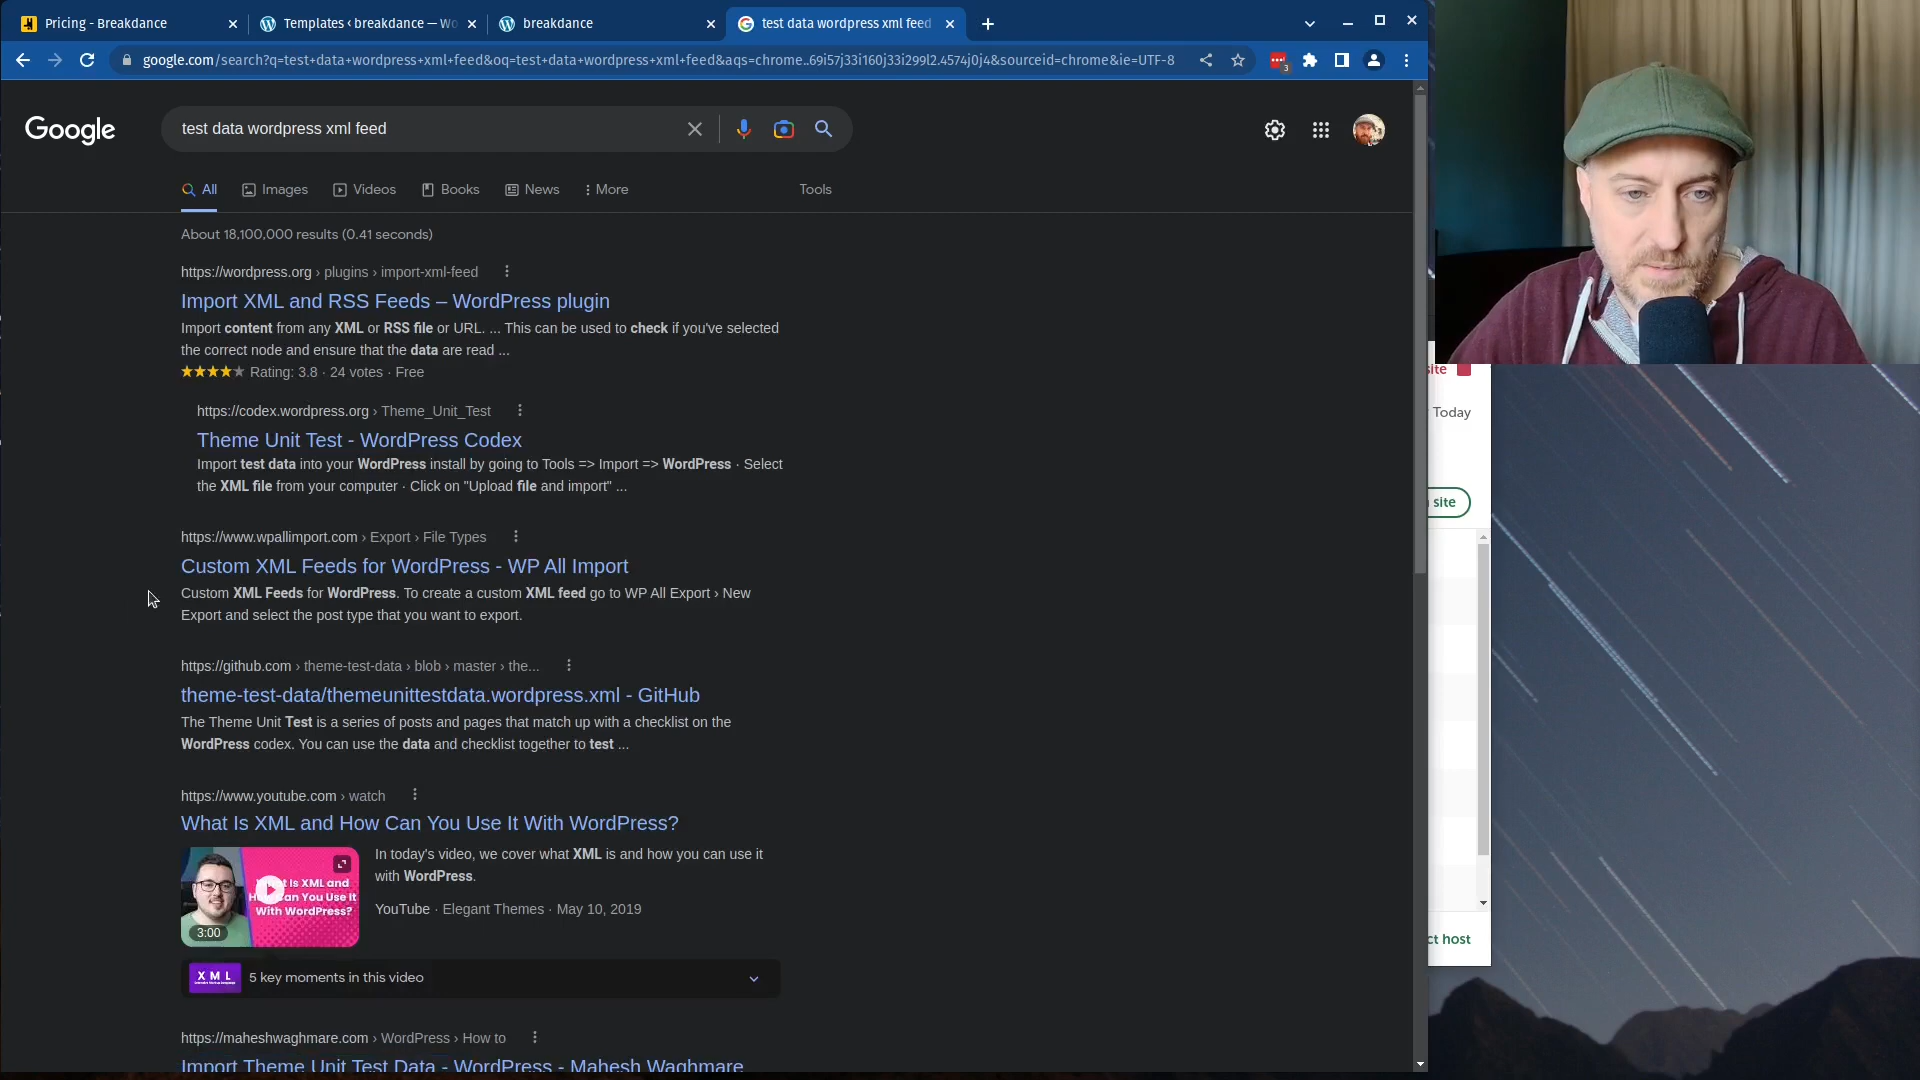 Pricing - Breakdance
Templates ‹ breakdance — Wo
breakdance
test data wordpress xml feed
google.com/search?q=test+data+wordpress+xml+feed&oq=test+data+wordpress+xml+feed&aqs=chrome..69i57j33i160j33i299l2.4574j0j4&sourceid=chrome&ie=UTF-8
3
Google
test data wordpress xml feed
All
Images
Videos
Books
News
More
Tools
About 18,100,000 results (0.41 seconds)
https://wordpress.org › plugins › import-xml-feed
Import XML and RSS Feeds – WordPress plugin
Import content from any XML or RSS file or URL. ... This can be used to check if you've selected
the correct node and ensure that the data are read ...
Rating: 3.8 · 24 votes · Free
https://codex.wordpress.org › Theme_Unit_Test
Theme Unit Test - WordPress Codex
Import test data into your WordPress install by going to Tools => Import => WordPress · Select
the XML file from your computer · Click on "Upload file and import" ...
https://www.wpallimport.com › Export › File Types
Custom XML Feeds for WordPress - WP All Import
Custom XML Feeds for WordPress. To create a custom XML feed go to WP All Export › New
Export and select the post type that you want to export.
https://github.com › theme-test-data › blob › master › the...
theme-test-data/themeunittestdata.wordpress.xml - GitHub
The Theme Unit Test is a series of posts and pages that match up with a checklist on the
WordPress codex. You can use the data and checklist together to test ...
https://www.youtube.com › watch
What Is XML and How Can You Use It With WordPress?
What Is XML and
How Can You Use It
With WordPress?
3:00
In today's video, we cover what XML is and how you can use it
with WordPress.
YouTube · Elegant Themes · May 10, 2019
XML
5 key moments in this video
https://maheshwaghmare.com › WordPress › How to
Import Theme Unit Test Data - WordPress - Mahesh Waghmare
site
Today
site
ct host